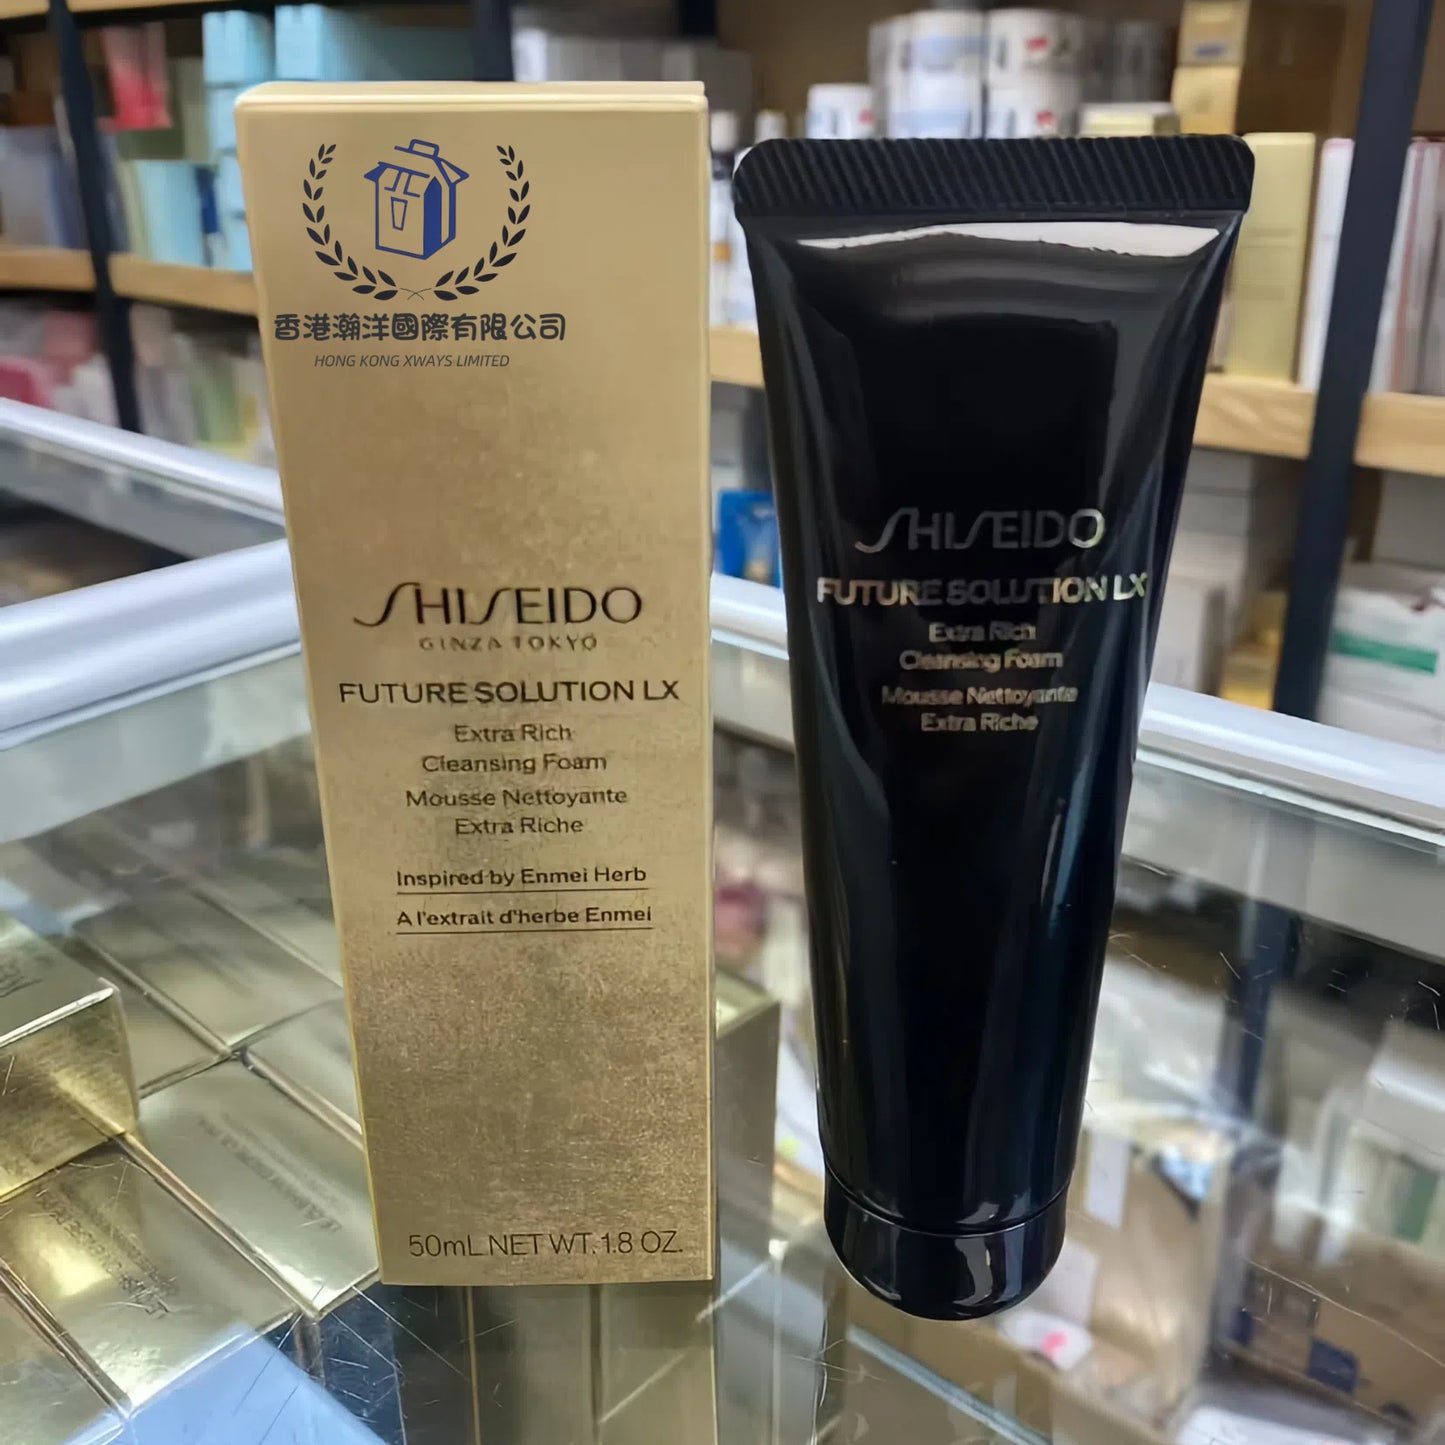 香港瀚洋國際有限公司
HONG KONG XWAYS LIMITED
SHISEIDO
GINZA TOKYO
FUTURE SOLUTION LX
Extra Rich
Cleansing Foam
Mousse Nettoyante
Extra Riche
Inspired by Enmei Herb
A l'extrait d'herbe Enmei
50mL NET WT. 1.8 OZ.
SHISEIDO
FUTURE SOLUTION LX
Extra Rich
Cleansing Foam
Mousse Nettoyante
Extra Riche